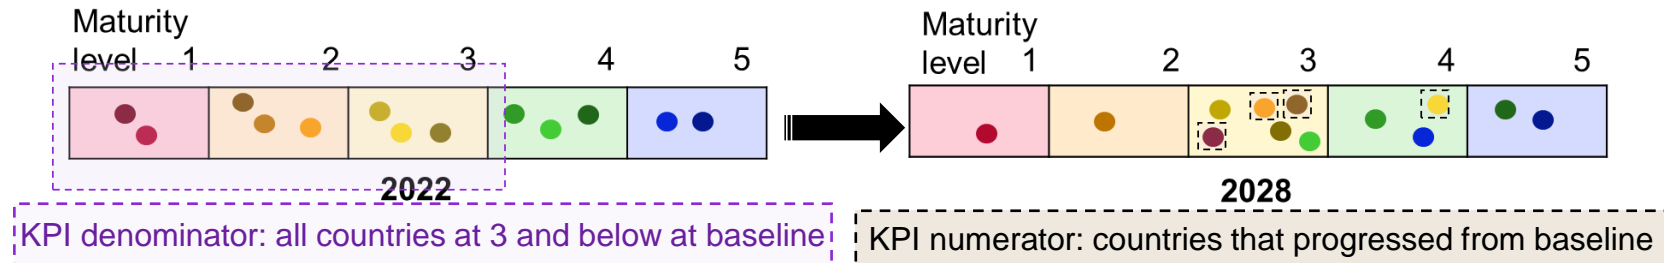 Maturity
level 1 2 3 4 5
2022
KPI denominator: all countries at 3 and below at baseline
Maturity
level 1 2 3 4 5
2028
KPI numerator: countries that progressed from baseline